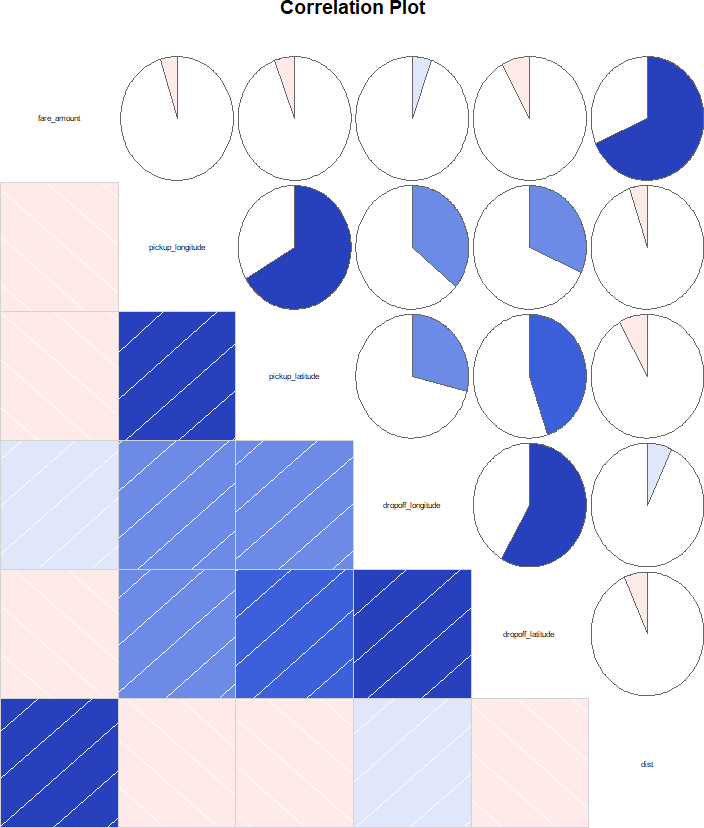 Correlation Plot
fare_amount
pickup_longitude
pickup_latitude
dropoff_longitude
dropoff_latitude
dist